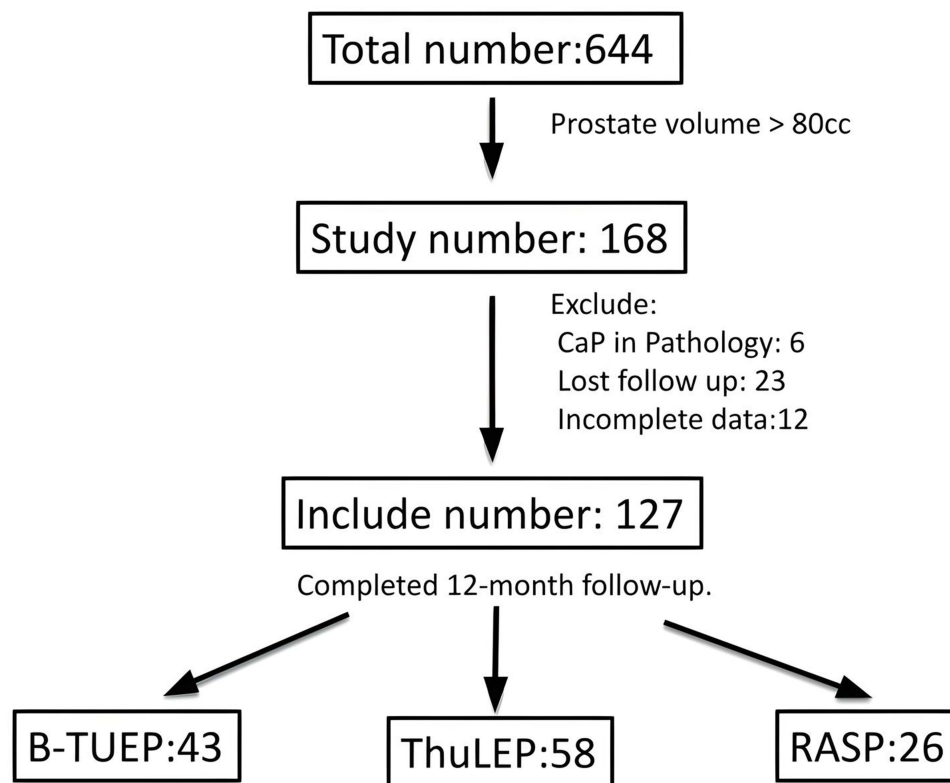 Total number:644
Prostate volume > 80cc
Study number: 168
Exclude:
CaP in Pathology: 6
Lost follow up: 23
Incomplete data:12
Include number: 127
Completed 12-month follow-up.
B-TUEP:43
ThuLEP:58
RASP:26